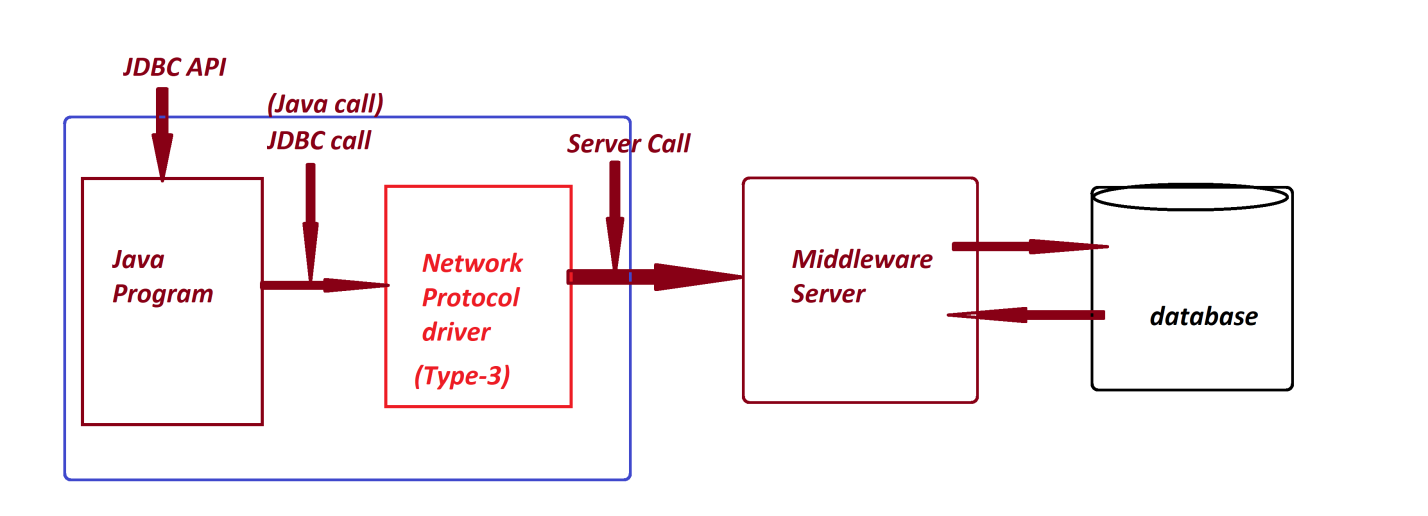 JDBC API
(Java call)
JDBC call
Server Call
Java
Program
Network
Protocol
driver
(Type-3)
Middleware
Server
database